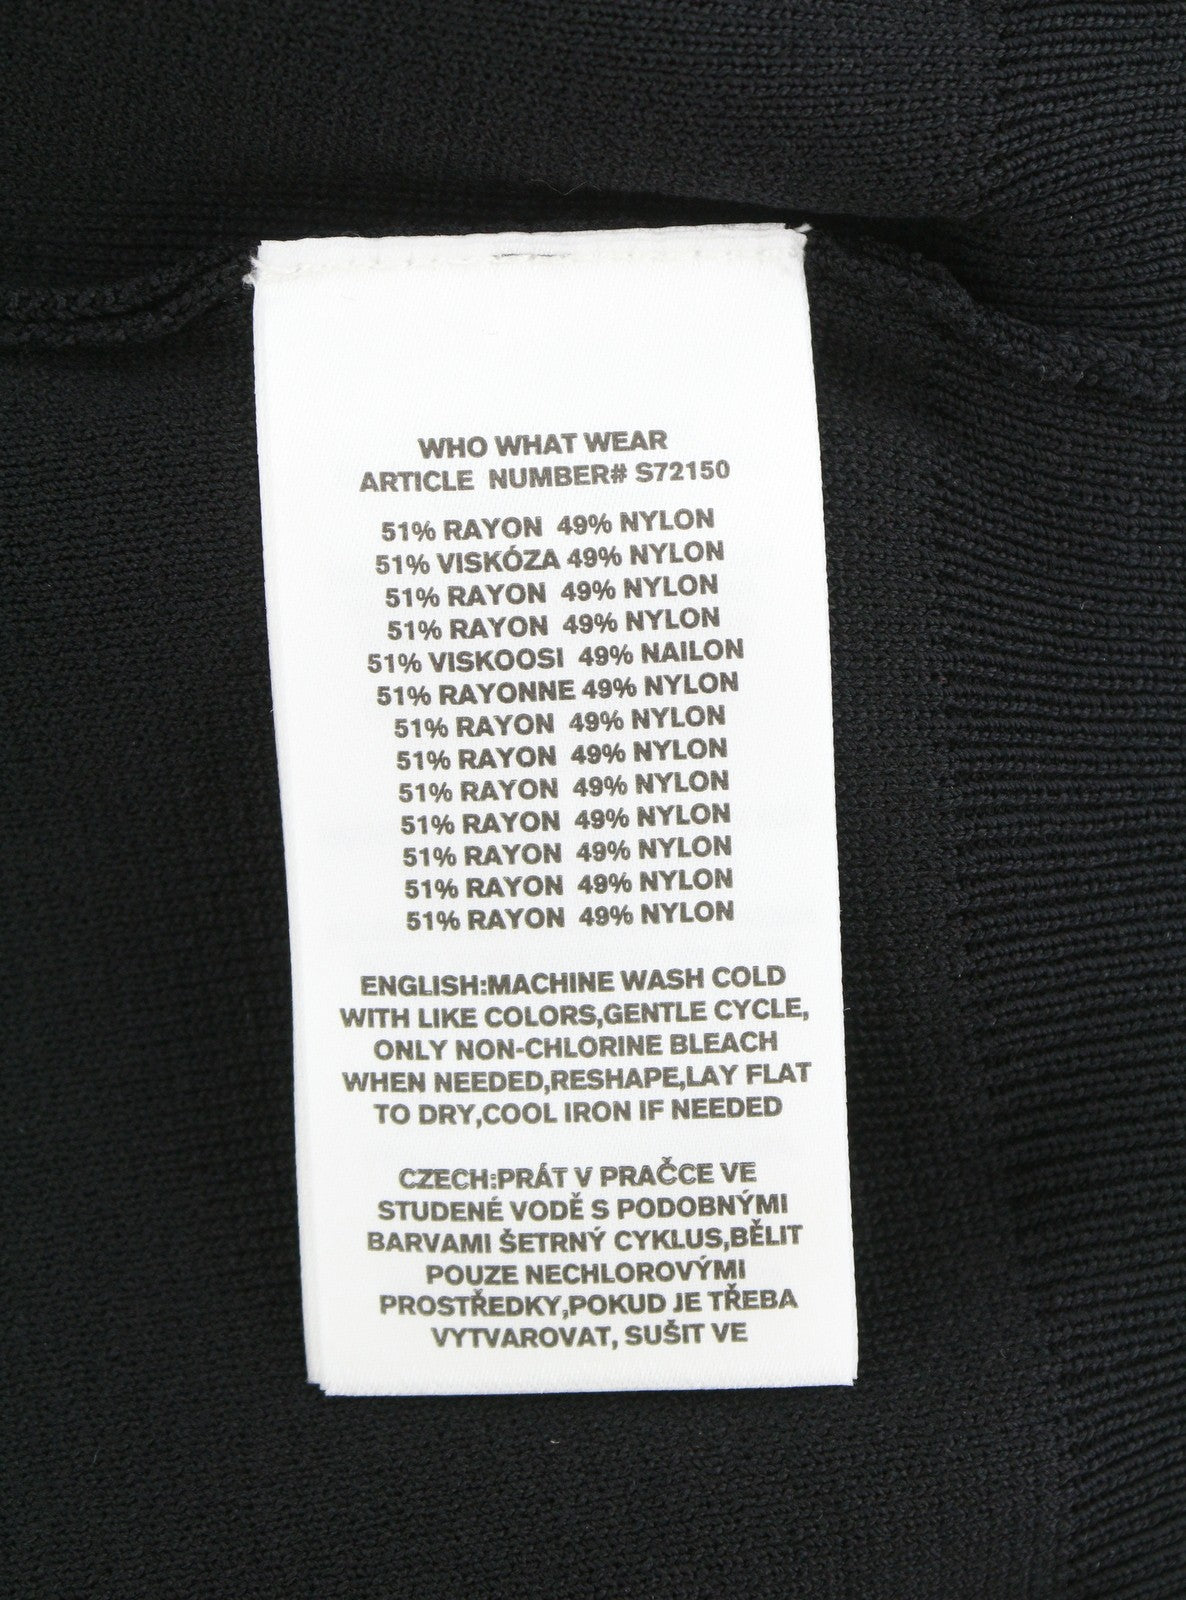 WHO WHAT WEAR
ARTICLE NUMBER# S72150
51% RAYON 49% NYLON
51% VISKÓZA 49% NYLON
51% RAYON 49% NYLON
51% RAYON 49% NYLON
51% VISKOOSI 49% NAILON
51% RAYONNE 49% NYLON
51% RAYON 49% NYLON
51% RAYON 49% NYLON
51% RAYON 49% NYLON
51% RAYON 49% NYLON
51% RAYON 49% NYLON
51% RAYON 49% NYLON
51% RAYON 49% NYLON
ENGLISH:MACHINE WASH COLD
WITH LIKE COLORS,GENTLE CYCLE,
ONLY NON-CHLORINE BLEACH
WHEN NEEDED,RESHAPE,LAY FLAT
TO DRY,COOL IRON IF NEEDED
CZECH:PRÁT V PRAČCE VE
STUDENÉ VODĚ S PODOBNÝMI
BARVAMI ŠETRNÝ CYKLUS,BĚLIT
POUZE NECHLOROVÝMI
PROSTŘEDKY,POKUD JE TŘEBA
VYTVAROVAT, SUŠIT VE